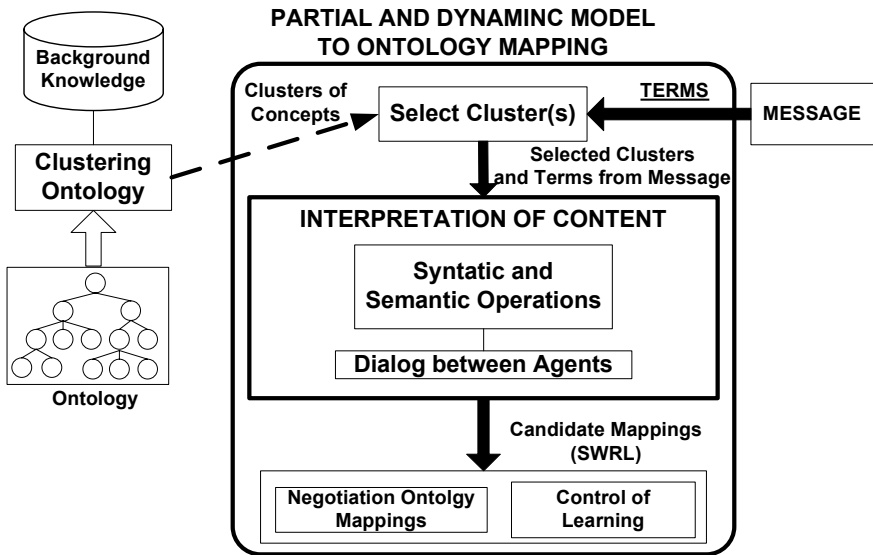 PARTIAL AND DYNAMINC MODEL
TO ONTOLOGY MAPPING
Background
Knowledge
Clustering
Ontology
Ontology
Clusters of
Concepts
Select Cluster(s)
TERMS
MESSAGE
Selected Clusters
and Terms from Message
INTERPRETATION OF CONTENT
Syntatic and
Semantic Operations
Dialog between Agents
Candidate Mappings
(SWRL)
Negotiation Ontolgy
Mappings
Control of
Learning